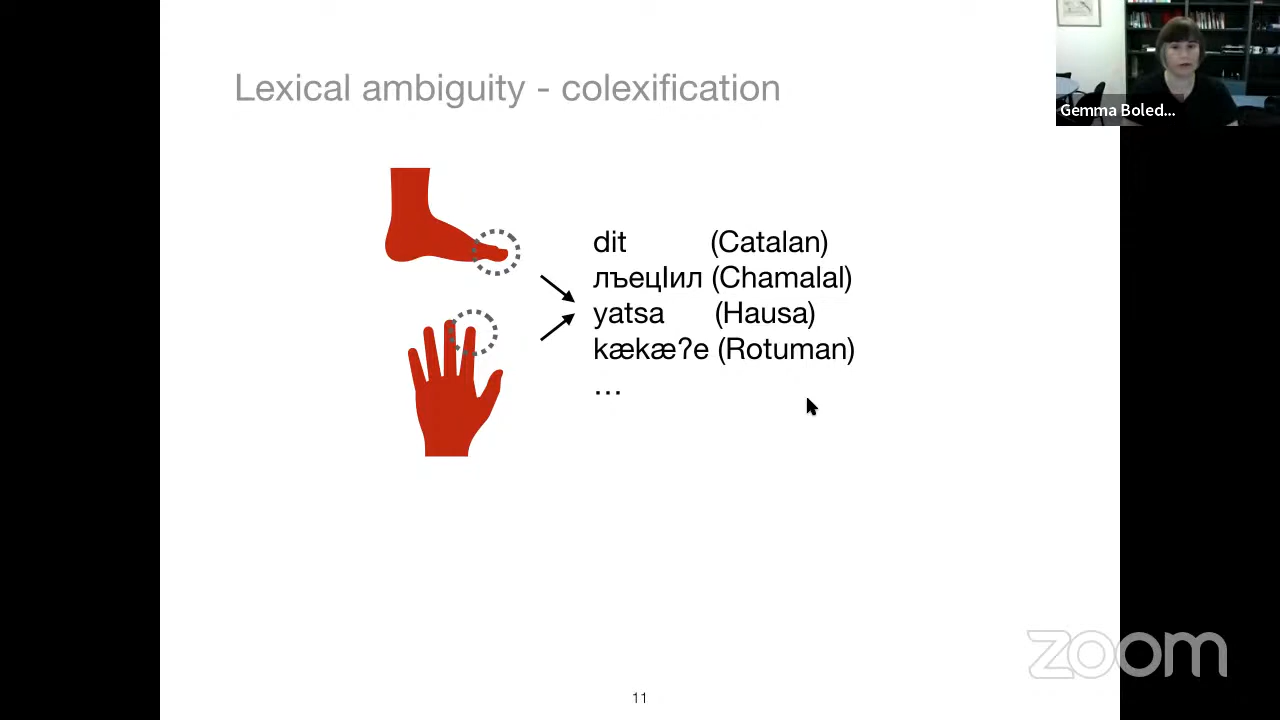 Lexical ambiguity - colexification
Gemma Boled...
dit (Catalan)
лъецӀил (Chamalal)
yatsa (Hausa)
kækæʔe (Rotuman)
…
zoom
11